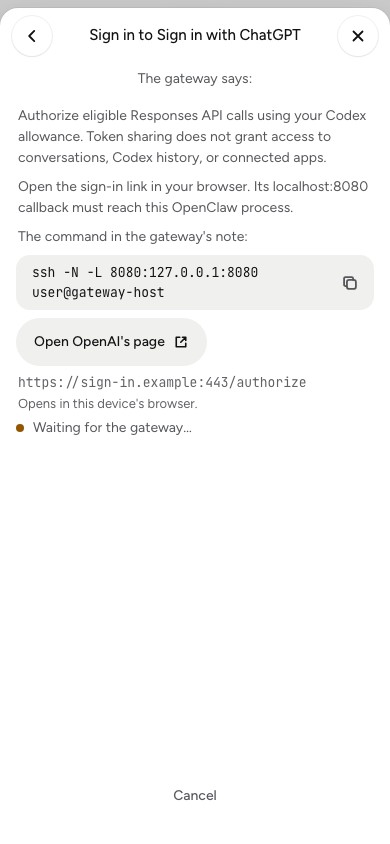 Sign in to Sign in with ChatGPT
The gateway says:
Authorize eligible Responses API calls using your Codex
allowance. Token sharing does not grant access to
conversations, Codex history, or connected apps.
Open the sign-in link in your browser. Its localhost:8080
callback must reach this OpenClaw process.
The command in the gateway's note:
ssh -N -L 8080:127.0.0.1:8080
user@gateway-host
Open OpenAI's page
https://sign-in.example:443/authorize
Opens in this device's browser.
Waiting for the gateway...
Cancel